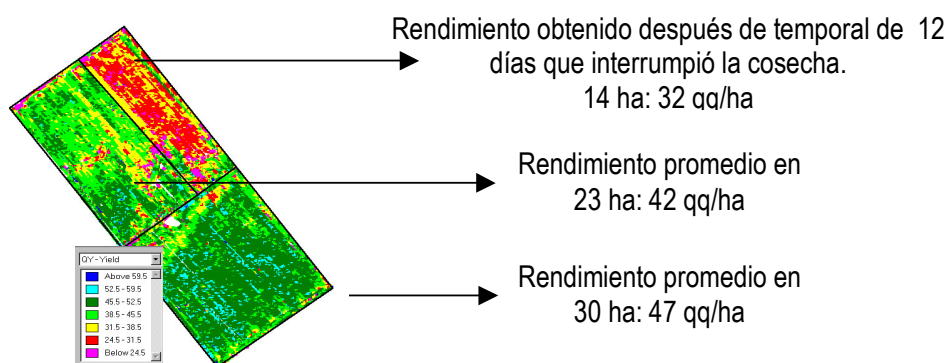 Rendimiento obtenido después de temporal de 12
días que interrumpió la cosecha.
14 ha: 32 qq/ha
Rendimiento promedio en
23 ha: 42 qq/ha
Rendimiento promedio en
30 ha: 47 qq/ha
QY-Yield
Above 59.5
52.5 - 59.5
45.5 - 52.5
38.5 - 45.5
31.5 - 38.5
24.5 - 31.5
Below 24.5